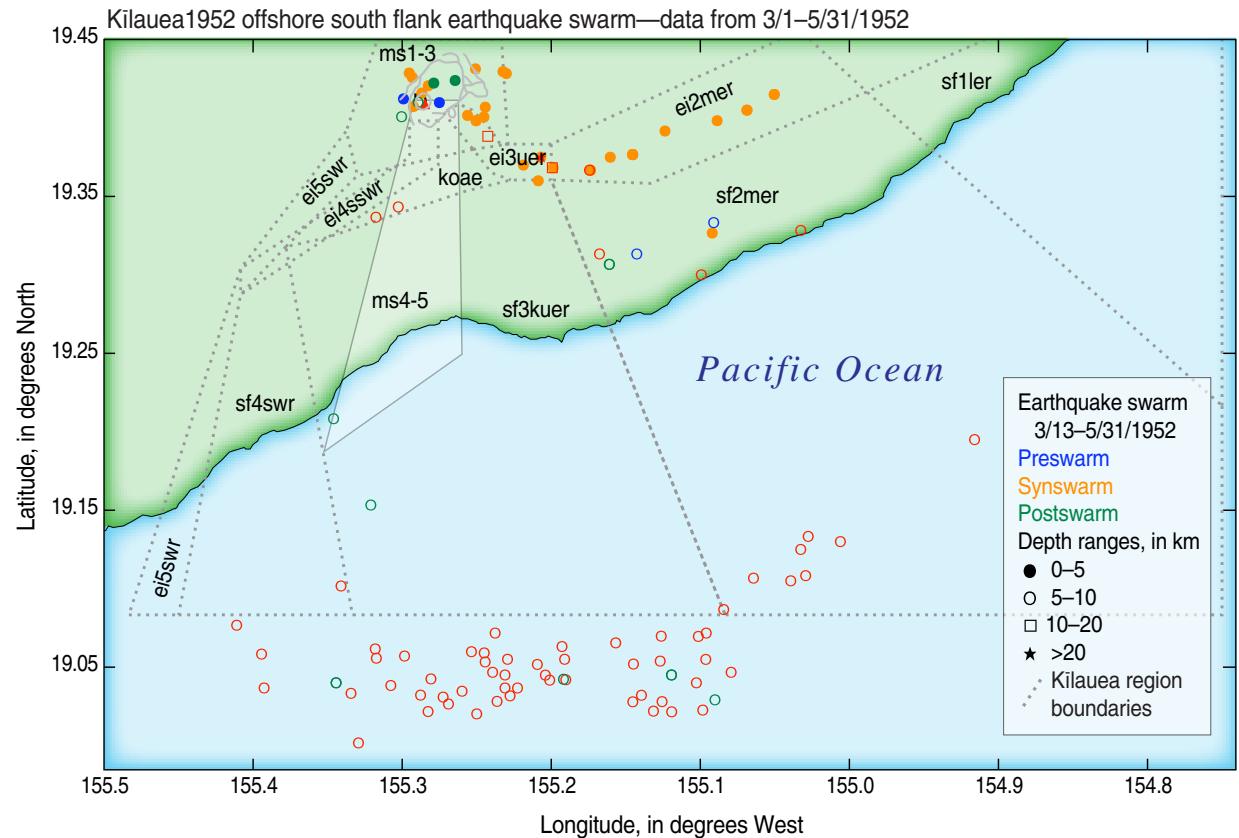 Kīlauea1952 offshore south flank earthquake swarm—data from 3/1–5/31/1952
19.45
19.35
19.25
19.15
19.05
Latitude, in degrees North
155.5
155.4
155.3
155.2
155.1
155.0
154.9
154.8
Longitude, in degrees West
ms1-3
ei2mer
sf1ler
ei3uer
koae
ei5swr
ei4sswr
sf2mer
ms4-5
sf3kuer
sf4swr
ei5swr
Pacific Ocean
Earthquake swarm
3/13–5/31/1952
Preswarm
Synswarm
Postswarm
Depth ranges, in km
0–5
5–10
10–20
>20
Kīlauea region
boundaries